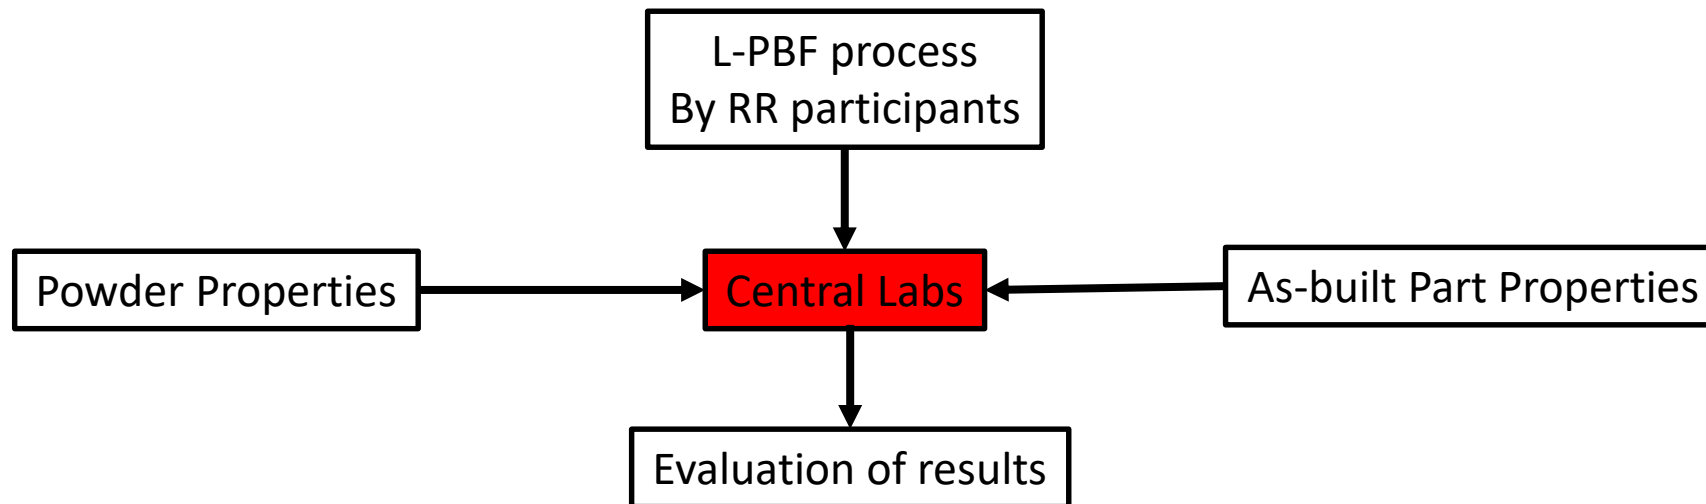 L-PBF process
By RR participants
Powder Properties
Central Labs
As-built Part Properties
Evaluation of results